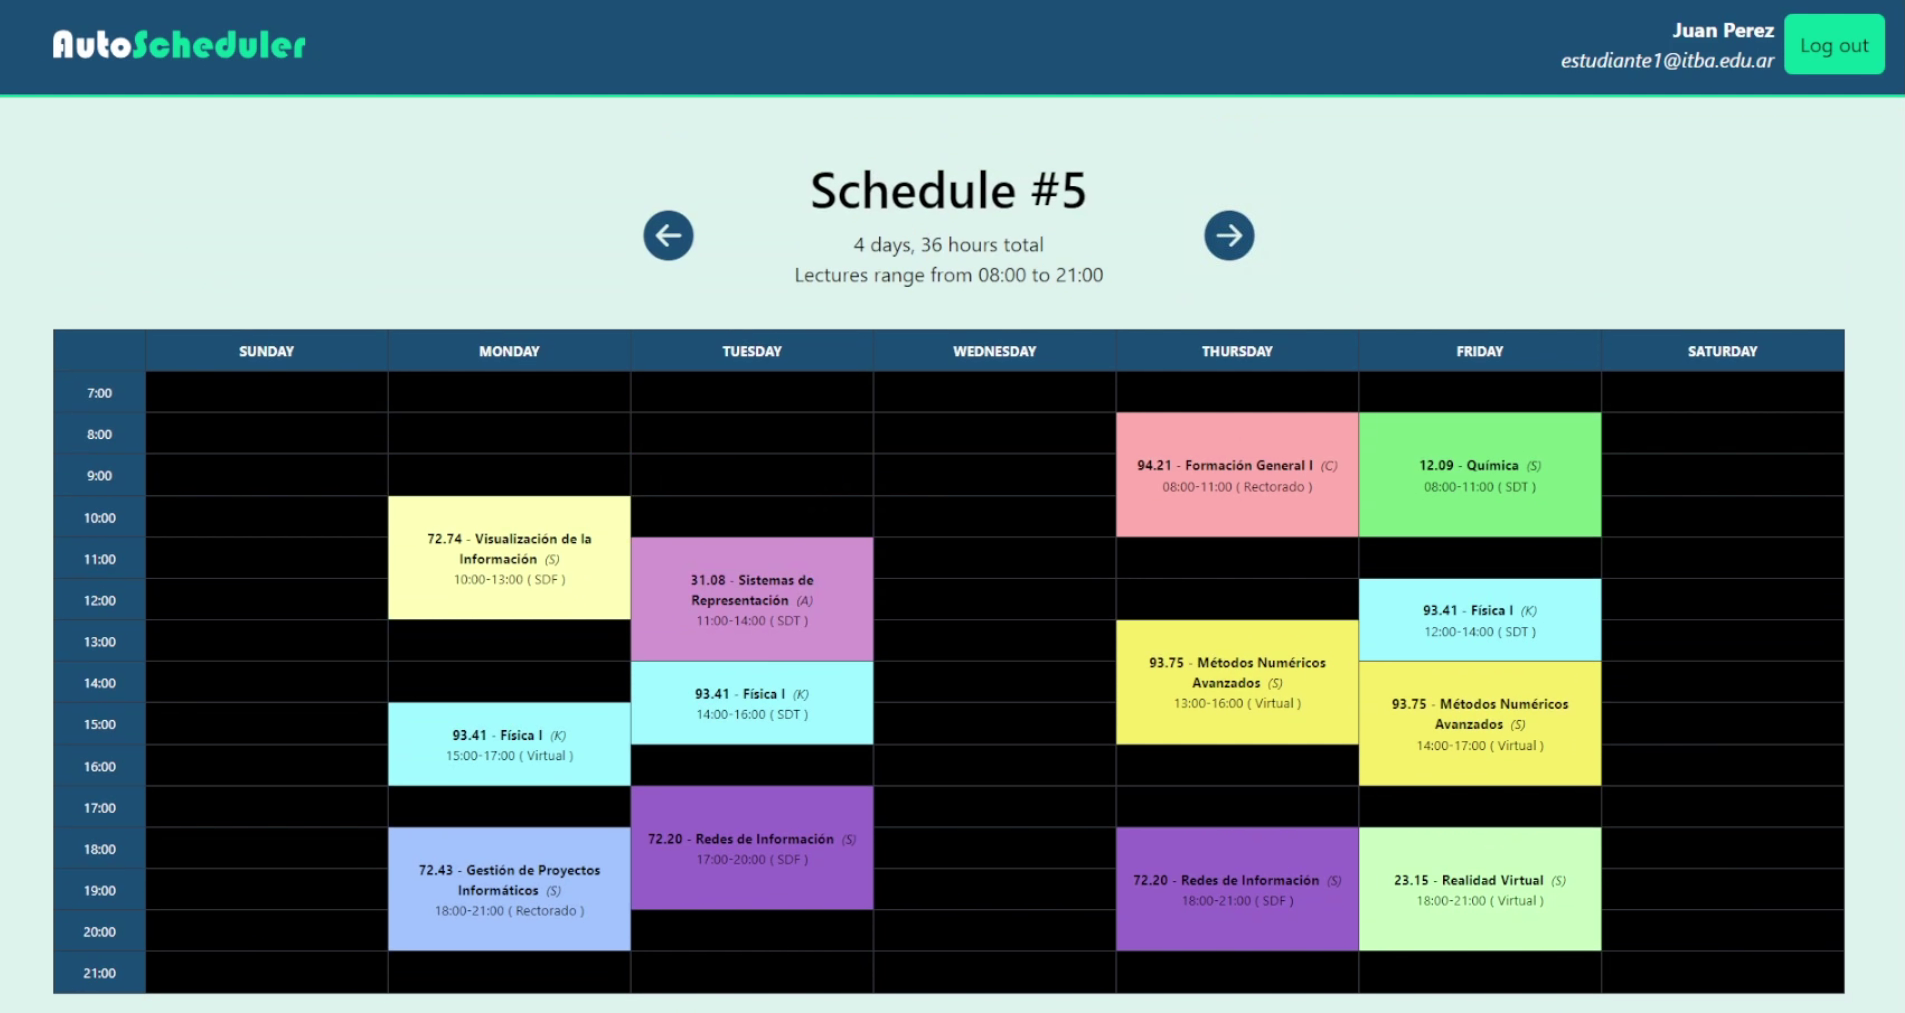 AutoScheduler
Juan Perez
estudiante1@itba.edu.ar
Log out
Schedule #5
4 days, 36 hours total
Lectures range from 08:00 to 21:00
SUNDAY MONDAY TUESDAY WEDNESDAY THURSDAY FRIDAY SATURDAY
7:00
8:00
9:00
10:00
11:00
12:00
13:00
14:00
15:00
16:00
17:00
18:00
19:00
20:00
21:00
72.74 - Visualización de la
Información (S)
10:00-13:00 ( SDF )
93.41 - Física I (K)
15:00-17:00 ( Virtual )
72.43 - Gestión de Proyectos
Informáticos (S)
18:00-21:00 ( Rectorado )
31.08 - Sistemas de
Representación (A)
11:00-14:00 ( SDT )
93.41 - Física I (K)
14:00-16:00 ( SDT )
72.20 - Redes de Información (S)
17:00-20:00 ( SDF )
94.21 - Formación General I (C)
08:00-11:00 ( Rectorado )
93.75 - Métodos Numéricos
Avanzados (S)
13:00-16:00 ( Virtual )
72.20 - Redes de Información (S)
18:00-21:00 ( SDF )
12.09 - Química (S)
08:00-11:00 ( SDT )
93.41 - Física I (K)
12:00-14:00 ( SDT )
93.75 - Métodos Numéricos
Avanzados (S)
14:00-17:00 ( Virtual )
23.15 - Realidad Virtual (S)
18:00-21:00 ( Virtual )